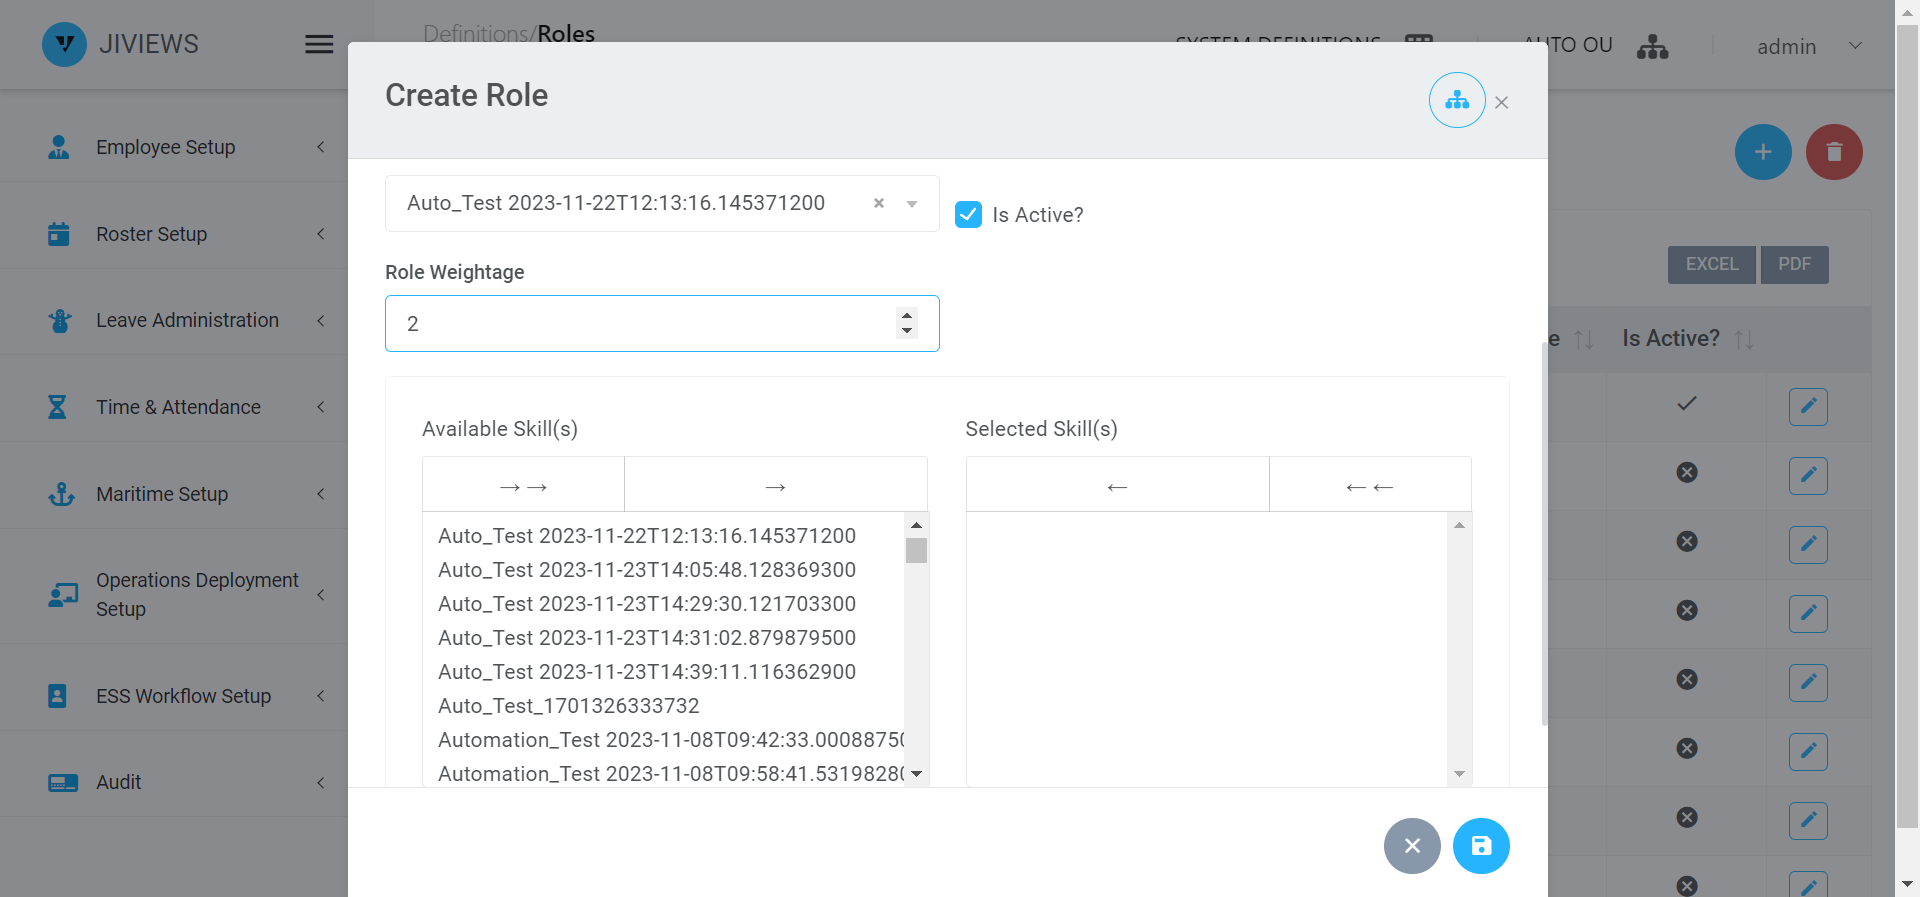 JIVIEWS
Definitions/Roles
SYSTEM DEFINITIONS
AUTO OU
admin
Create Role
Employee Setup
Roster Setup
Leave Administration
Time & Attendance
Maritime Setup
Operations Deployment
Setup
ESS Workflow Setup
Audit
Auto_Test 2023-11-22T12:13:16.145371200
Is Active?
Role Weightage
2
Available Skill(s)
Selected Skill(s)
→→
→
←
←←
Auto_Test 2023-11-22T12:13:16.145371200
Auto_Test 2023-11-23T14:05:48.128369300
Auto_Test 2023-11-23T14:29:30.121703300
Auto_Test 2023-11-23T14:31:02.879879500
Auto_Test 2023-11-23T14:39:11.116362900
Auto_Test_1701326333732
Automation_Test 2023-11-08T09:42:33.00088750
Automation_Test 2023-11-08T09:58:41.53198280
EXCEL
PDF
e
Is Active?